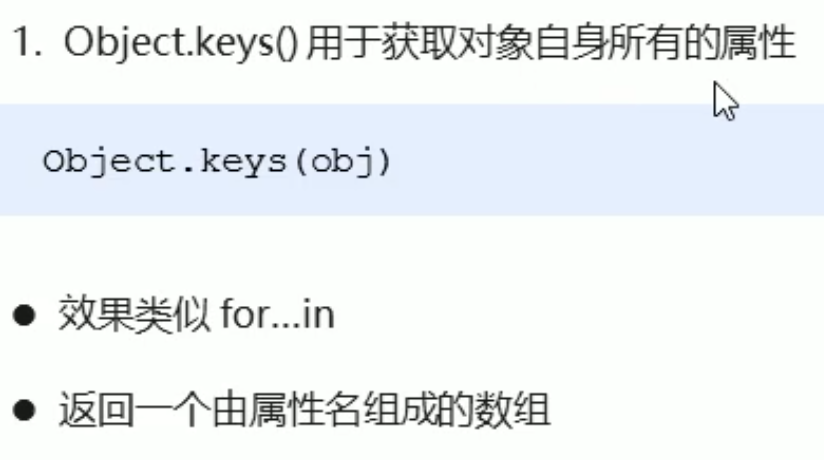 1. Object.keys() 用于获取对象自身所有的属性
Object.keys(obj)
● 效果类似 for...in
● 返回一个由属性名组成的数组